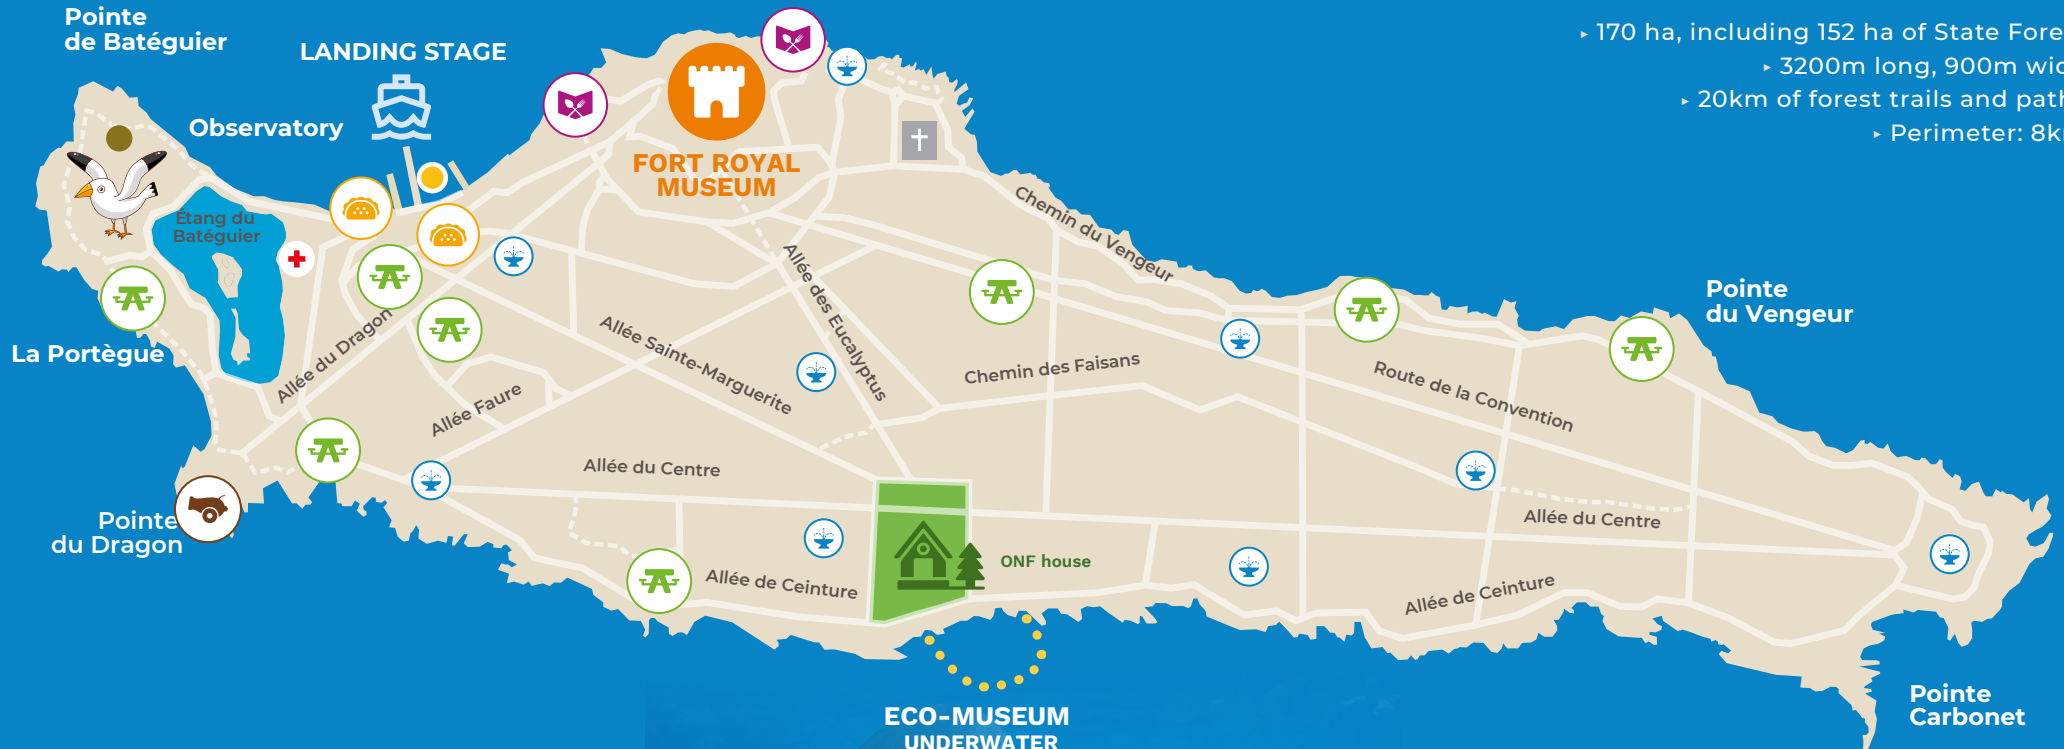 Pointe
de Batéguier
LANDING STAGE
▸ 170 ha, including 152 ha of State Fore
▸ 3200m long, 900m wi
▸ 20km of forest trails and pat
▸ Perimeter: 8k
Observatory
FORT ROYAL
MUSEUM
Étang du
Batéguier
Chemin du Vengeur
Allée des Eucalyptus
Pointe
du Vengeur
La Portègue
Allée du Dragon
Allée Sainte-Marguerite
Chemin des Faisans
Route de la Convention
Allée Faure
Allée du Centre
Allée du Centre
Pointe
du Dragon
ONF house
Allée de Ceinture
Allée de Ceinture
ECO-MUSEUM
UNDERWATER
Pointe
Carbonet